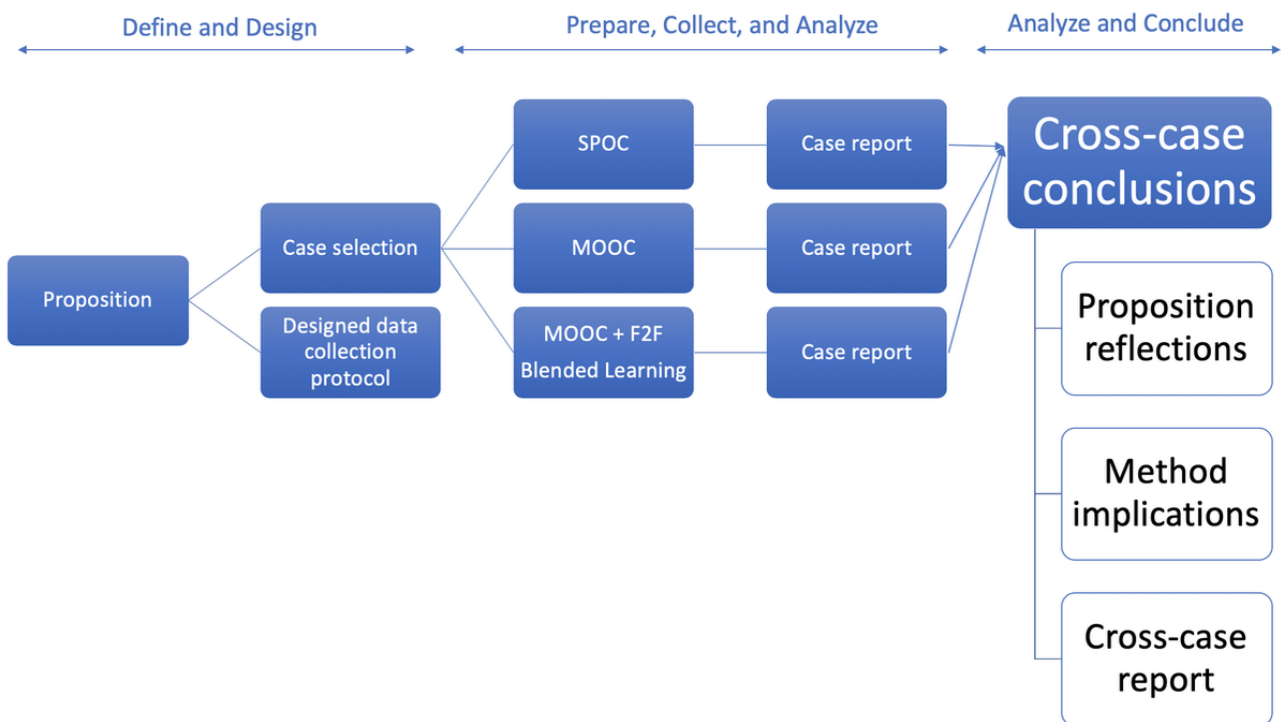 Define and Design
Prepare, Collect, and Analyze
Analyze and Conclude
Proposition
Case selection
Designed data
collection
protocol
SPOC
MOOC
MOOC + F2F
Blended Learning
Case report
Case report
Case report
Cross-case
conclusions
Proposition
reflections
Method
implications
Cross-case
report